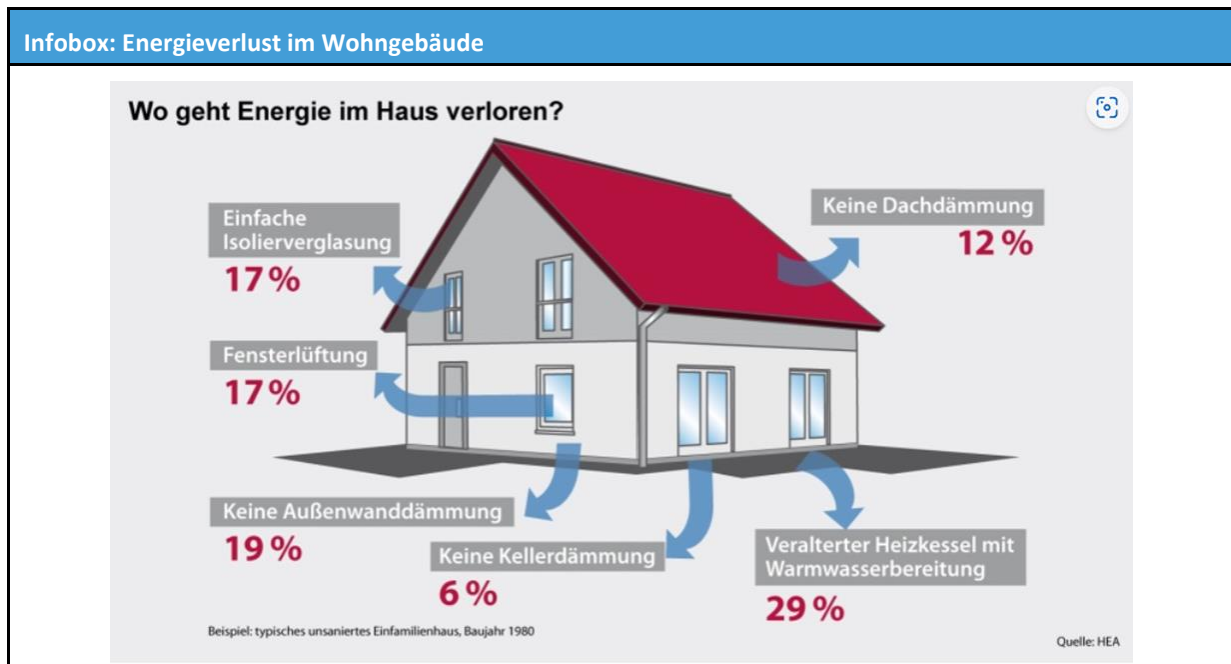 Infobox: Energieverlust im Wohngebäude
Wo geht Energie im Haus verloren?
Einfache
Isolierverglasung
17 %
Keine Dachdämmung
12 %
Fensterlüftung
17 %
Keine Außenwanddämmung
19 %
Keine Kellerdämmung
6 %
Veralterter Heizkessel mit
Warmwasserbereitung
29 %
Beispiel: typisches unsaniertes Einfamilienhaus, Baujahr 1980
Quelle: HEA